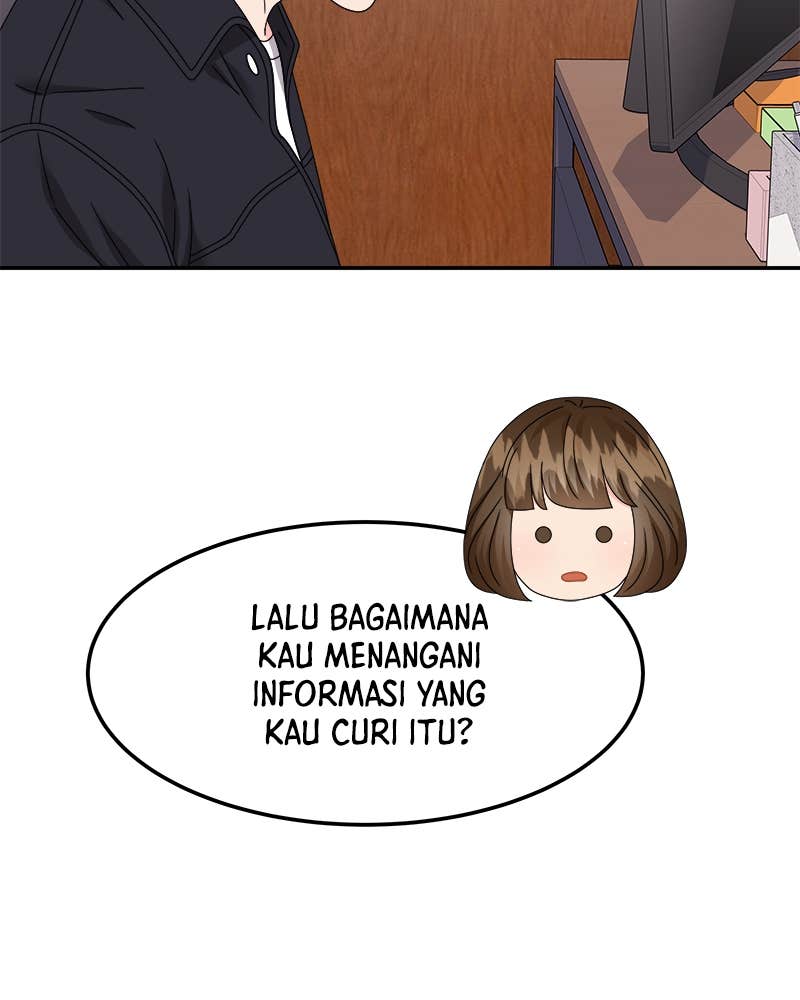 LALU BAGAIMANA
KAU MENANGANI
INFORMASI YANG
KAU CURI ITU?